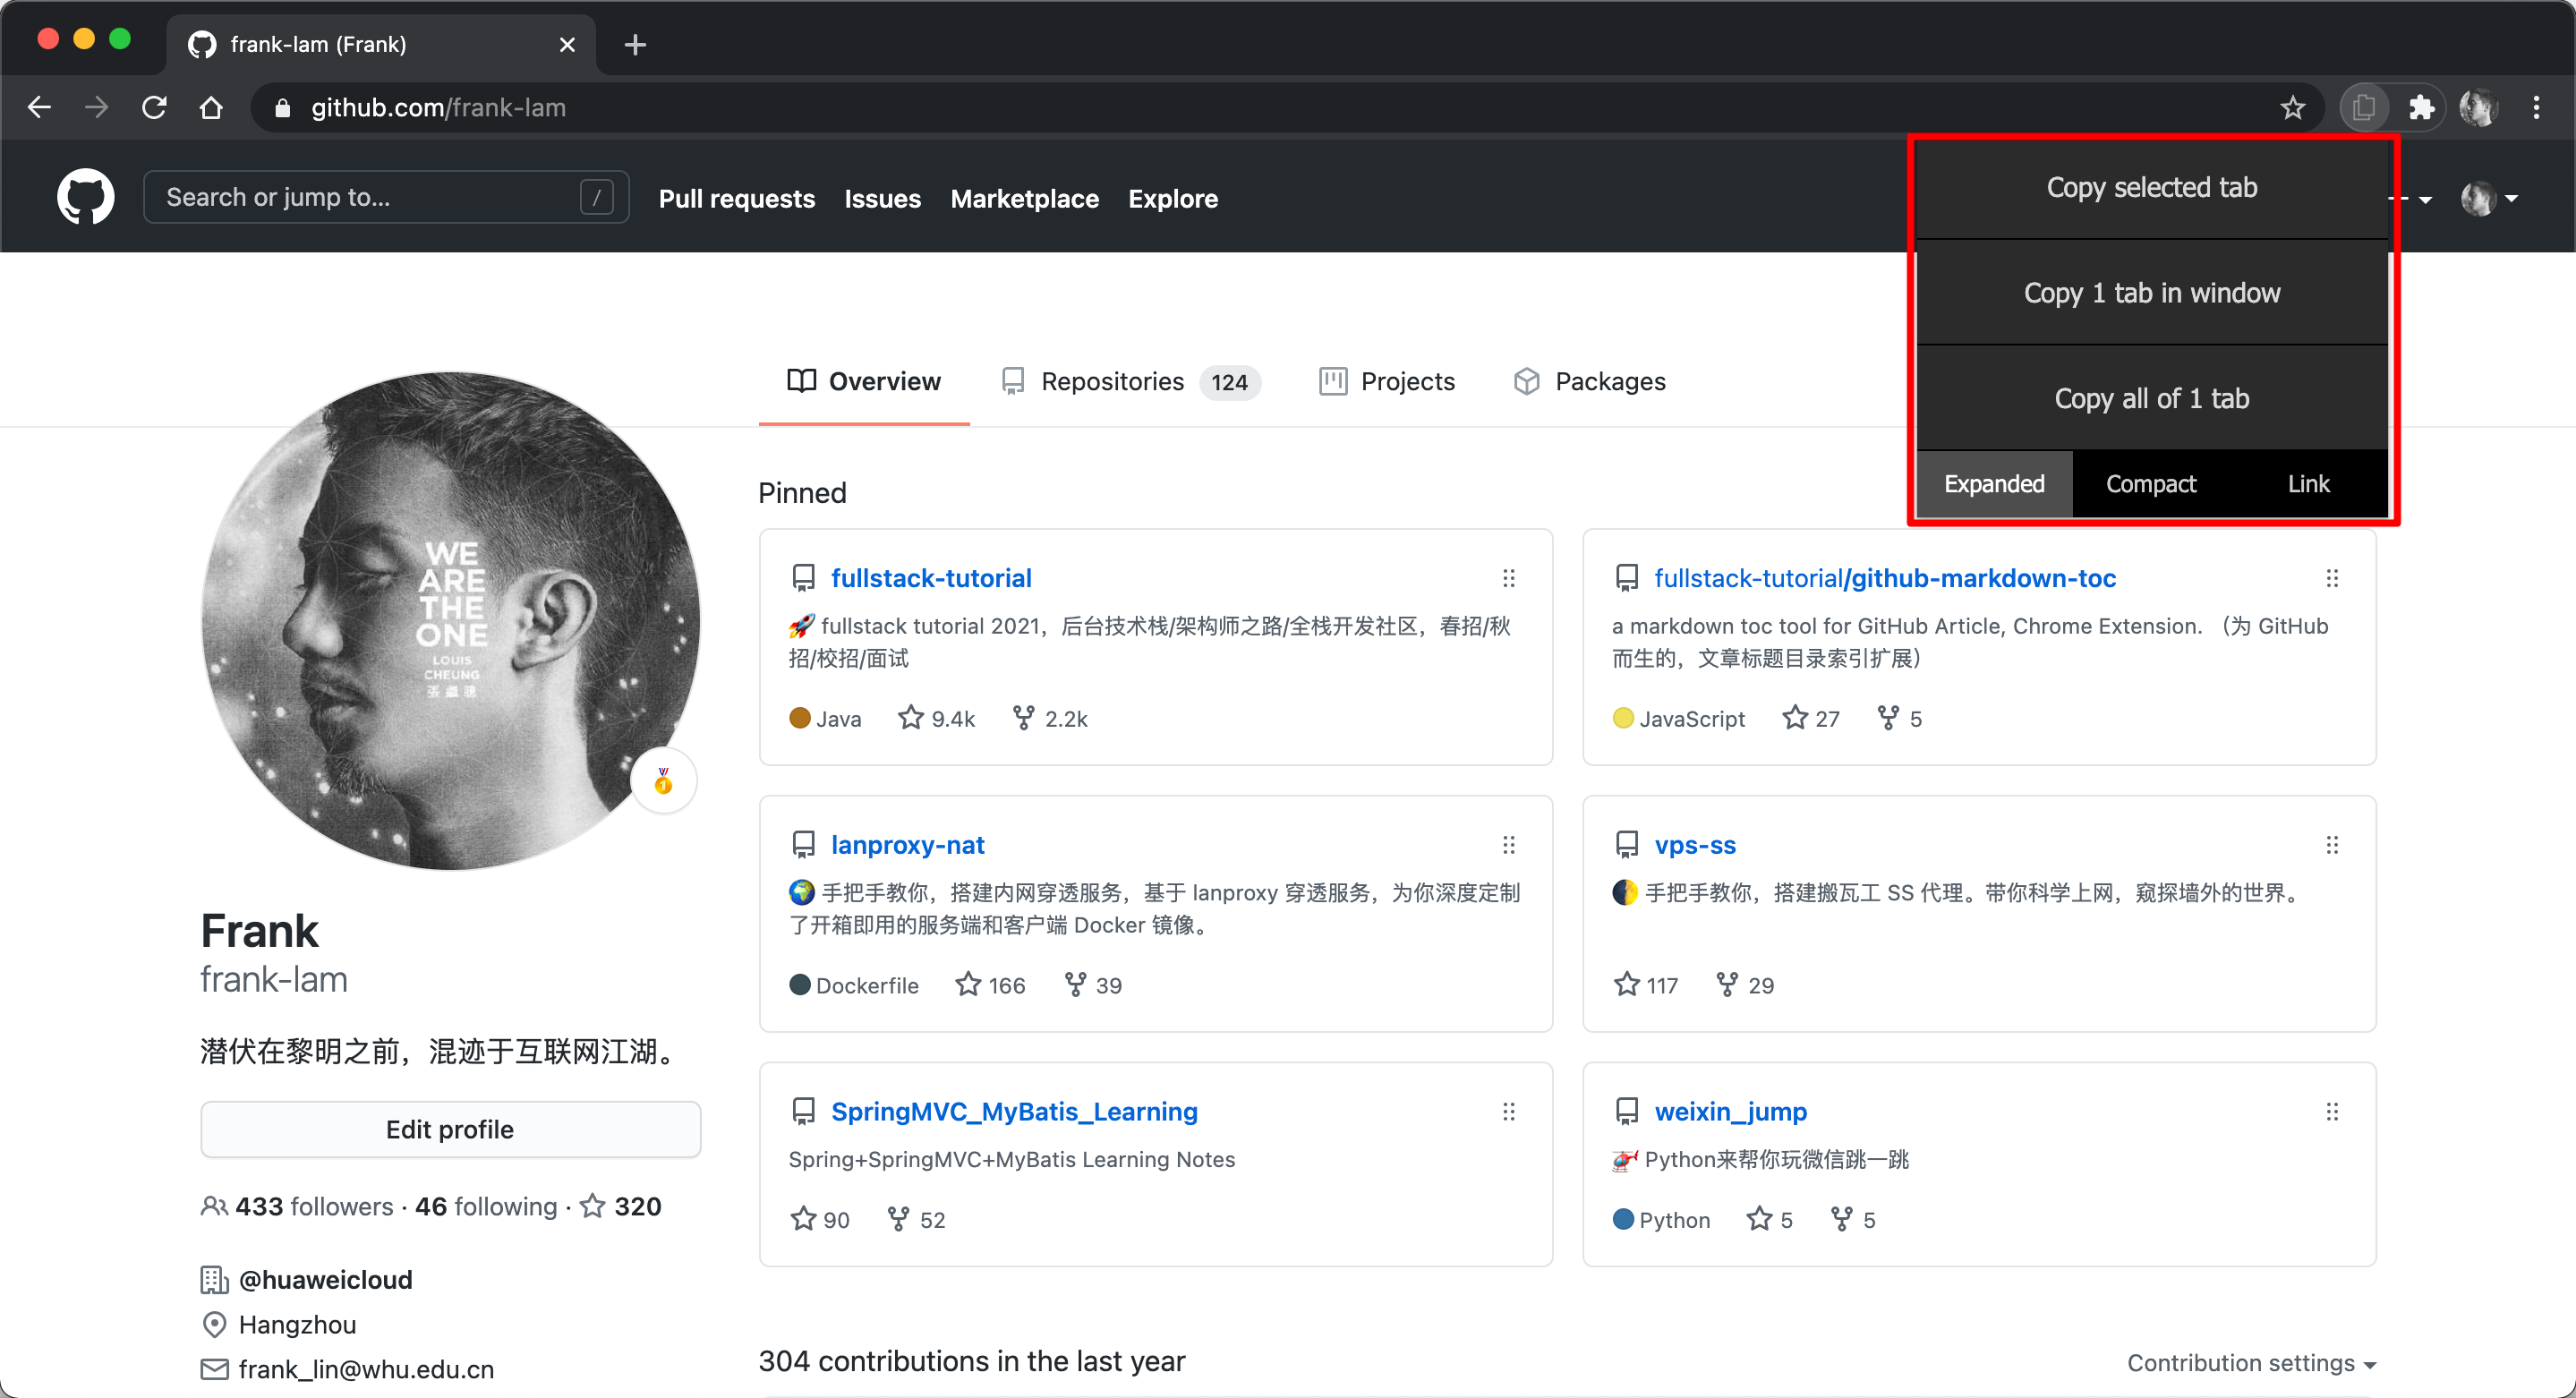 frank-lam (Frank)
github.com/frank-lam
Search or jump to... /
Pull requests Issues Marketplace Explore
Copy selected tab
Copy 1 tab in window
Copy all of 1 tab
Expanded Compact Link
Overview Repositories 124 Projects Packages
WE
ARE
THE
ONE
LOUIS
CHEUNG
張繼聰
1
Frank
frank-lam
潜伏在黎明之前，混迹于互联网江湖。
Edit profile
433 followers · 46 following · 320
@huaweicloud
Hangzhou
frank_lin@whu.edu.cn
Pinned
fullstack-tutorial
🚀 fullstack tutorial 2021，后台技术栈/架构师之路/全栈开发社区，春招/秋
招/校招/面试
Java 9.4k 2.2k
fullstack-tutorial/github-markdown-toc
a markdown toc tool for GitHub Article, Chrome Extension. （为 GitHub
而生的，文章标题目录索引扩展）
JavaScript 27 5
lanproxy-nat
🌍 手把手教你，搭建内网穿透服务，基于 lanproxy 穿透服务，为你深度定制
了开箱即用的服务端和客户端 Docker 镜像。
Dockerfile 166 39
vps-ss
🌓 手把手教你，搭建搬瓦工 SS 代理。带你科学上网，窥探墙外的世界。
117 29
SpringMVC_MyBatis_Learning
Spring+SpringMVC+MyBatis Learning Notes
90 52
weixin_jump
🚁 Python来帮你玩微信跳一跳
Python 5 5
304 contributions in the last year
Contribution settings